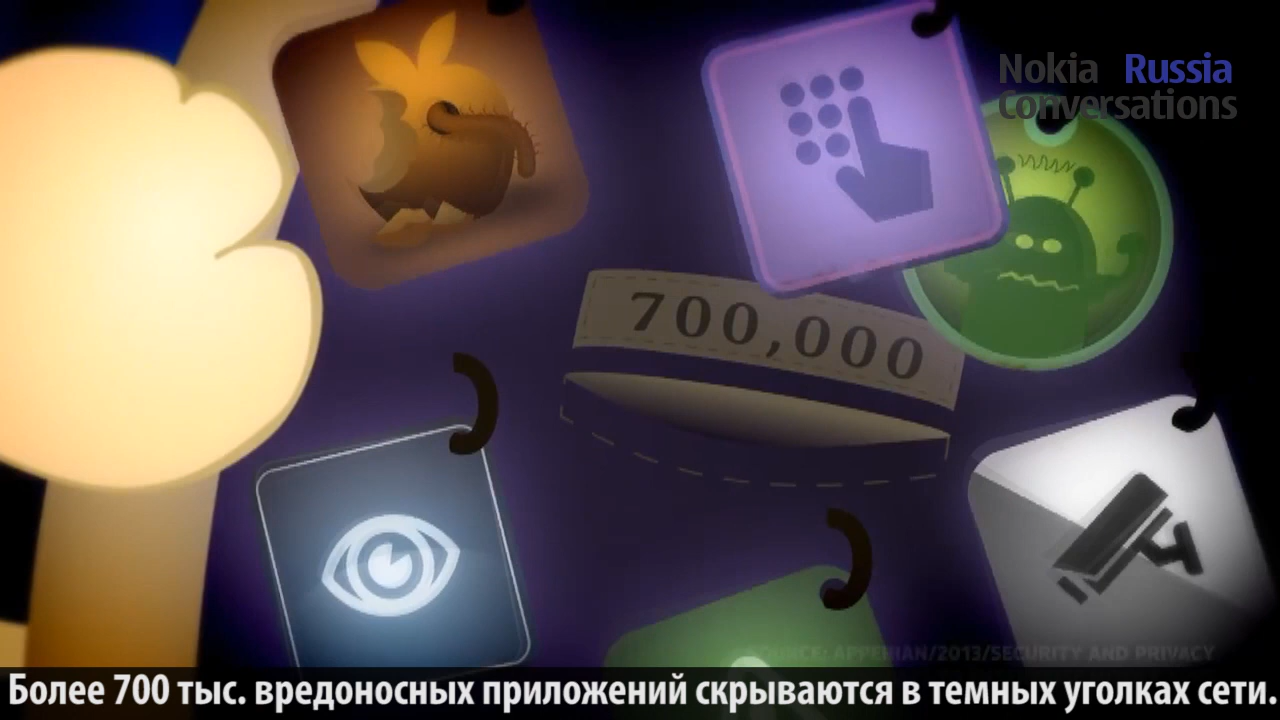 Nokia Russia
Conversations
700,000
SOURCE: APPERIAN/2013/SECURITY AND PRIVACY
Более 700 тыс. вредоносных приложений скрываются в темных уголках сети.